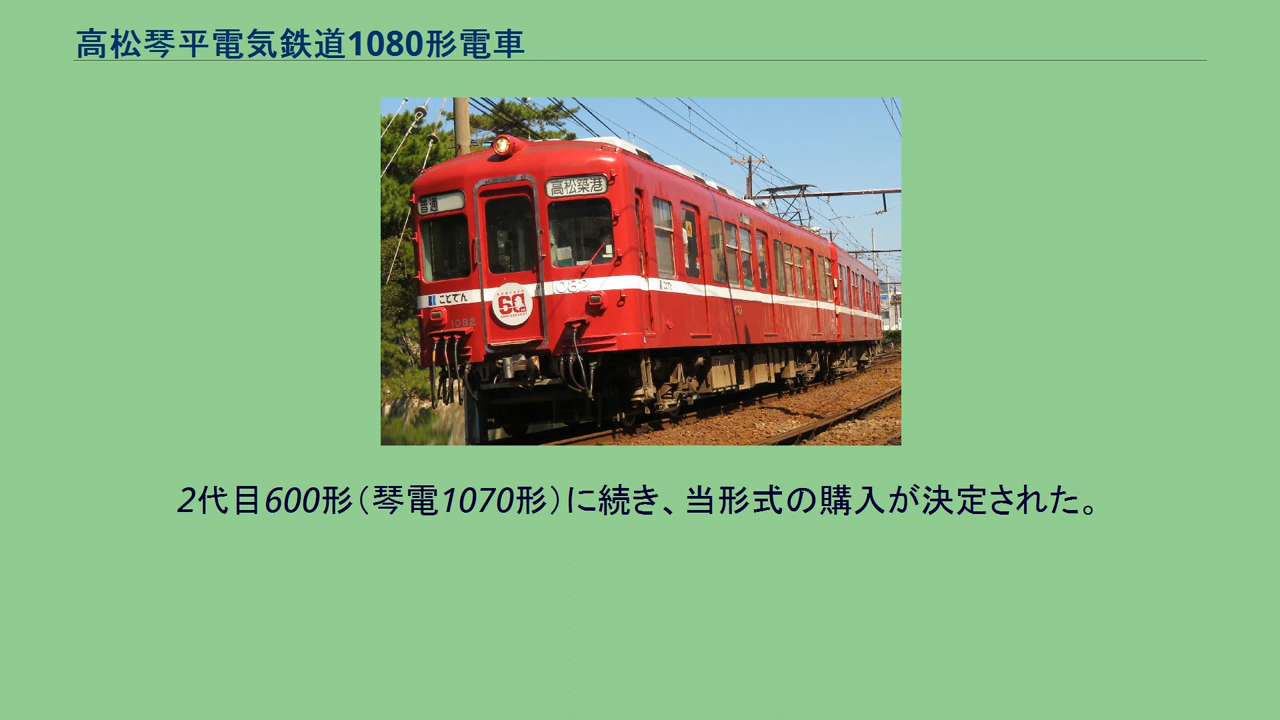 高松琴平電気鉄道1080形電車
普通
高松築港
ことでん
1082
60
1082
2代目600形（琴電1070形）に続き、当形式の購入が決定された。